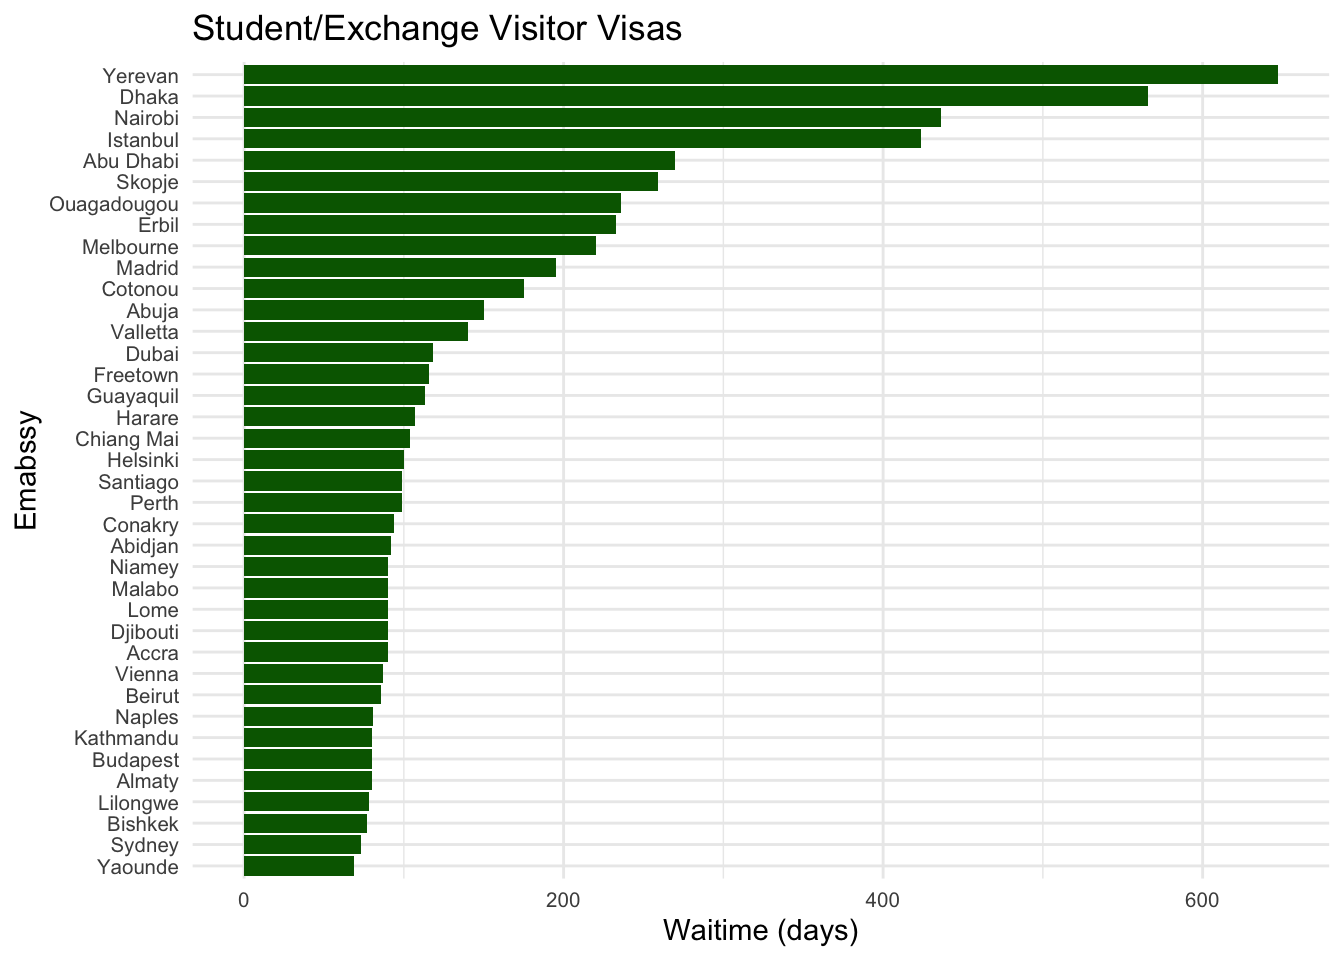 Student/Exchange Visitor Visas
Yerevan
Dhaka
Nairobi
Istanbul
Abu Dhabi
Skopje
Ouagadougou
Erbil
Melbourne
Madrid
Cotonou
Abuja
Valletta
Dubai
Freetown
Guayaquil
Harare
Chiang Mai
Helsinki
Santiago
Perth
Conakry
Abidjan
Niamey
Malabo
Lome
Djibouti
Accra
Vienna
Beirut
Naples
Kathmandu
Budapest
Almaty
Lilongwe
Bishkek
Sydney
Yaounde
Emabssy
0 200 400 600
Waitime (days)